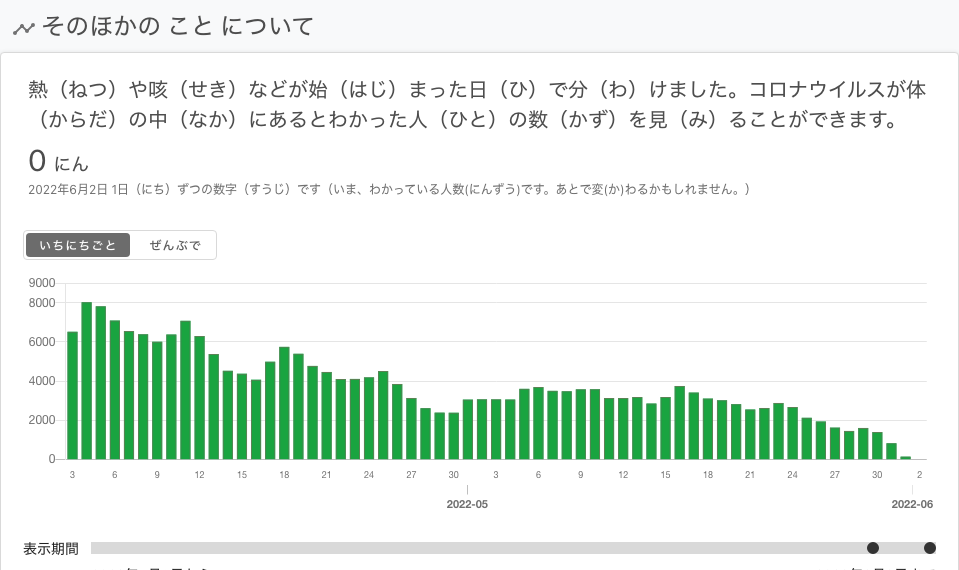 そのほかの こと について
熱（ねつ）や咳（せき）などが始（はじ）まった日（ひ）で分（わ）けました。コロナウイルスが体
（からだ）の中（なか）にあるとわかった人（ひと）の数（かず）を見（み）ることができます。
0 にん
2022年6月2日 1日（にち）ずつの数字（すうじ）です（いま、わかっている人数(にんずう)です。あとで変(か)わるかもしれません。）
いちにちごと ぜんぶで
9000
8000
6000
4000
2000
0
3 6 9 12 15 18 21 24 27 30 3 6 9 12 15 18 21 24 27 30 2
2022-05 2022-06
表示期間